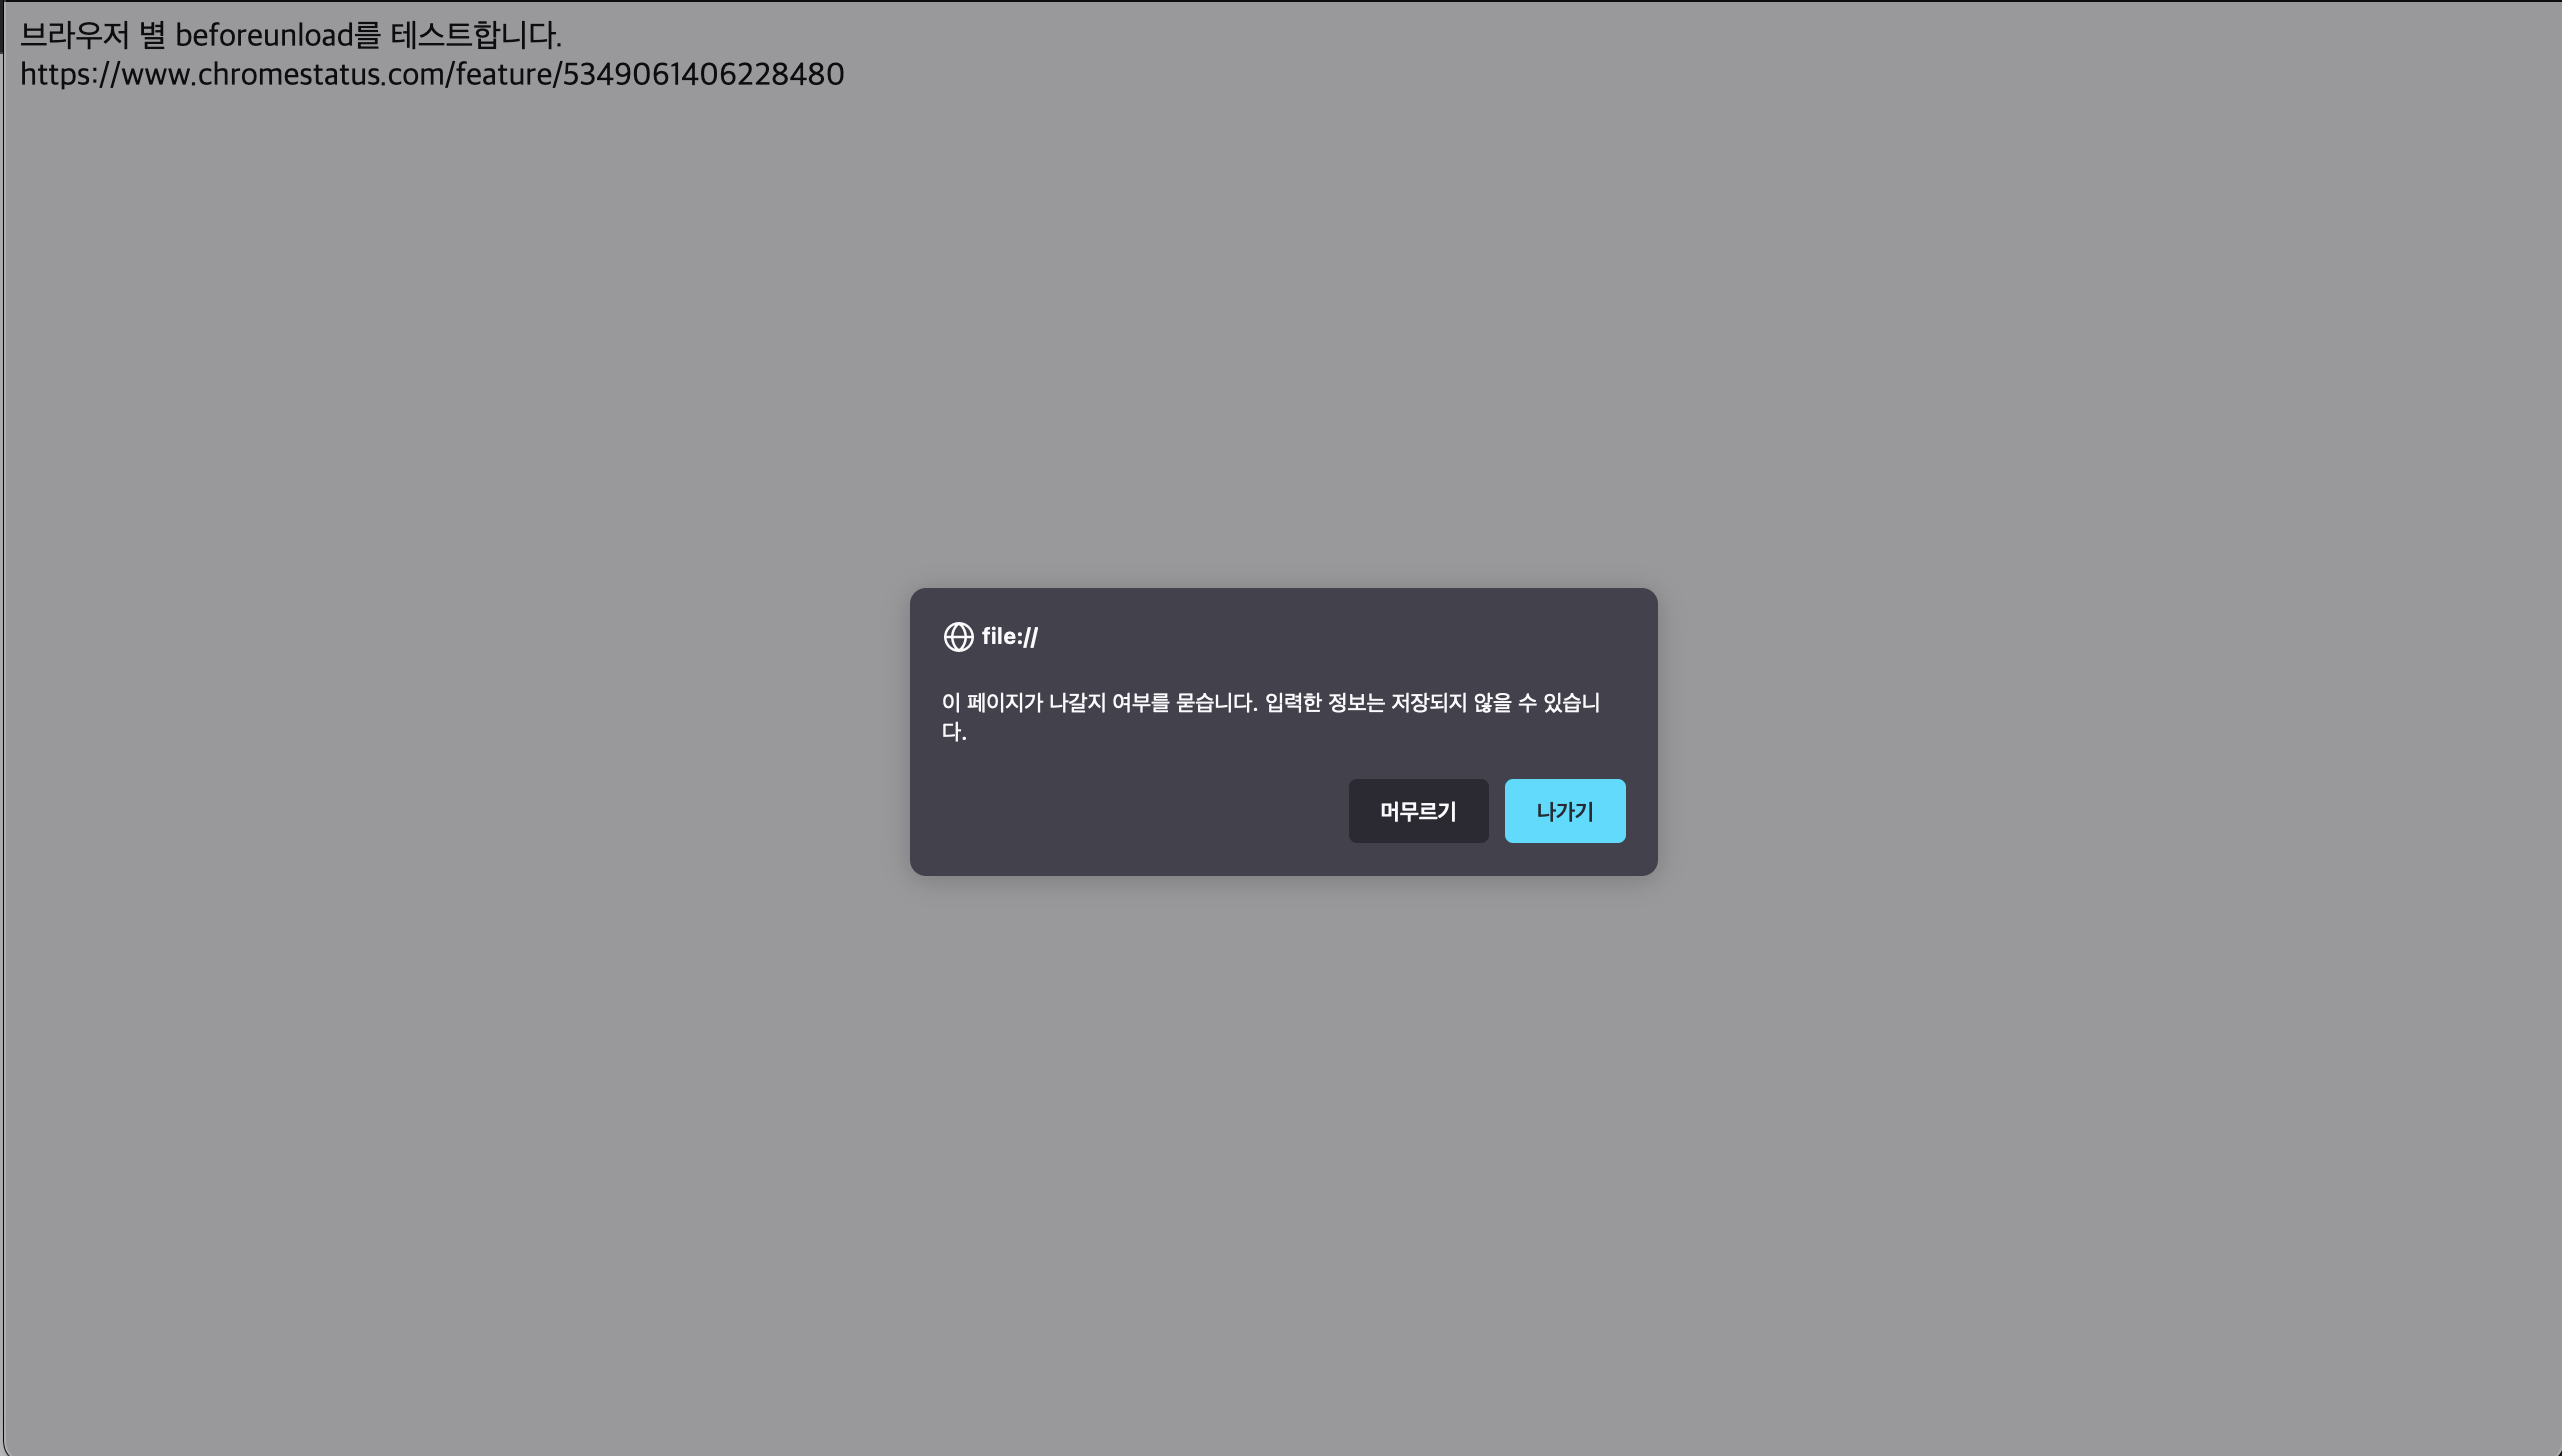 브라우저 별 beforeunload를 테스트합니다.
https://www.chromestatus.com/feature/5349061406228480
file://
이 페이지가 나갈지 여부를 묻습니다. 입력한 정보는 저장되지 않을 수 있습니
다.
머무르기
나가기